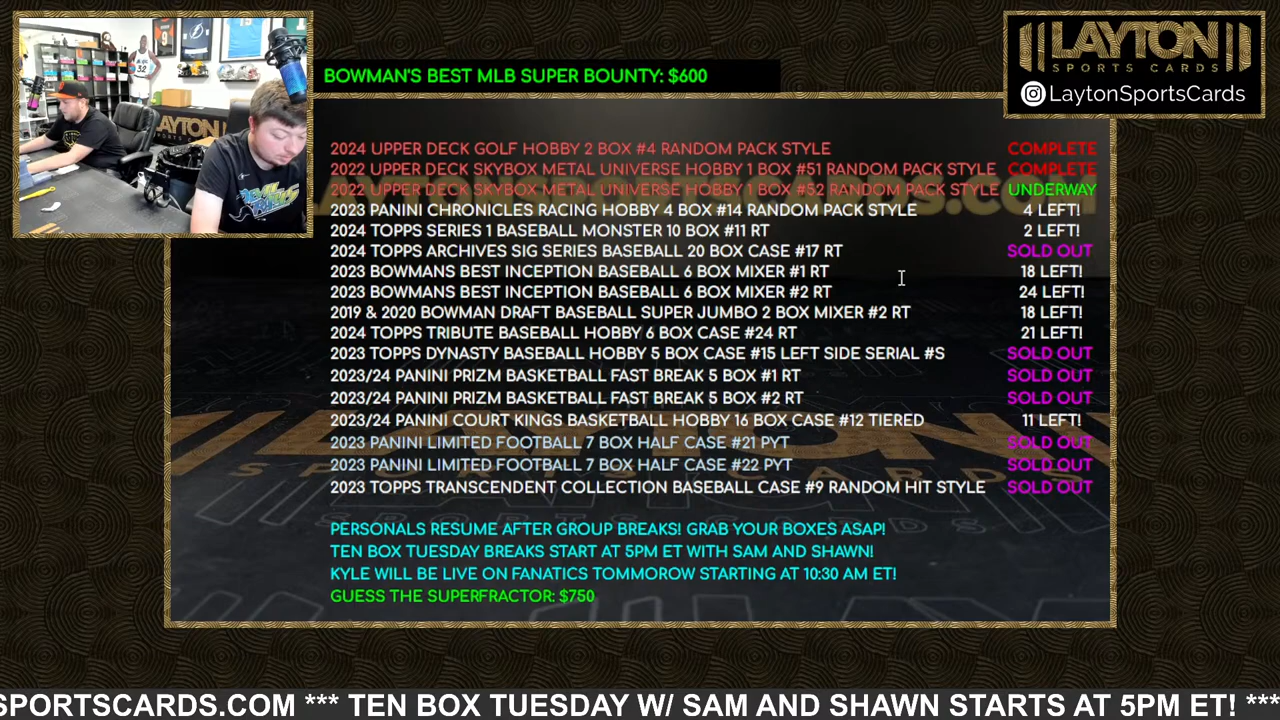 BOWMAN'S BEST MLB SUPER BOUNTY: $600
LAYTON
SPORTS CARDS
LaytonSportsCards
2024 UPPER DECK GOLF HOBBY 2 BOX #4 RANDOM PACK STYLE COMPLETE
2022 UPPER DECK SKYBOX METAL UNIVERSE HOBBY 1 BOX #51 RANDOM PACK STYLE COMPLETE
2022 UPPER DECK SKYBOX METAL UNIVERSE HOBBY 1 BOX #52 RANDOM PACK STYLE UNDERWAY
2023 PANINI CHRONICLES RACING HOBBY 4 BOX #14 RANDOM PACK STYLE 4 LEFT!
2024 TOPPS SERIES 1 BASEBALL MONSTER 10 BOX #11 RT 2 LEFT!
2024 TOPPS ARCHIVES SIG SERIES BASEBALL 20 BOX CASE #17 RT SOLD OUT
2023 BOWMANS BEST INCEPTION BASEBALL 6 BOX MIXER #1 RT 18 LEFT!
2023 BOWMANS BEST INCEPTION BASEBALL 6 BOX MIXER #2 RT 24 LEFT!
2019 & 2020 BOWMAN DRAFT BASEBALL SUPER JUMBO 2 BOX MIXER #2 RT 18 LEFT!
2024 TOPPS TRIBUTE BASEBALL HOBBY 6 BOX CASE #24 RT 21 LEFT!
2023 TOPPS DYNASTY BASEBALL HOBBY 5 BOX CASE #15 LEFT SIDE SERIAL #S SOLD OUT
2023/24 PANINI PRIZM BASKETBALL FAST BREAK 5 BOX #1 RT SOLD OUT
2023/24 PANINI PRIZM BASKETBALL FAST BREAK 5 BOX #2 RT SOLD OUT
2023/24 PANINI COURT KINGS BASKETBALL HOBBY 16 BOX CASE #12 TIERED 11 LEFT!
2023 PANINI LIMITED FOOTBALL 7 BOX HALF CASE #21 PYT SOLD OUT
2023 PANINI LIMITED FOOTBALL 7 BOX HALF CASE #22 PYT SOLD OUT
2023 TOPPS TRANSCENDENT COLLECTION BASEBALL CASE #9 RANDOM HIT STYLE SOLD OUT
PERSONALS RESUME AFTER GROUP BREAKS! GRAB YOUR BOXES ASAP!
TEN BOX TUESDAY BREAKS START AT 5PM ET WITH SAM AND SHAWN!
KYLE WILL BE LIVE ON FANATICS TOMMOROW STARTING AT 10:30 AM ET!
GUESS THE SUPERFRACTOR: $750
SPORTSCARDS.COM *** TEN BOX TUESDAY W/ SAM AND SHAWN STARTS AT 5PM ET! ***